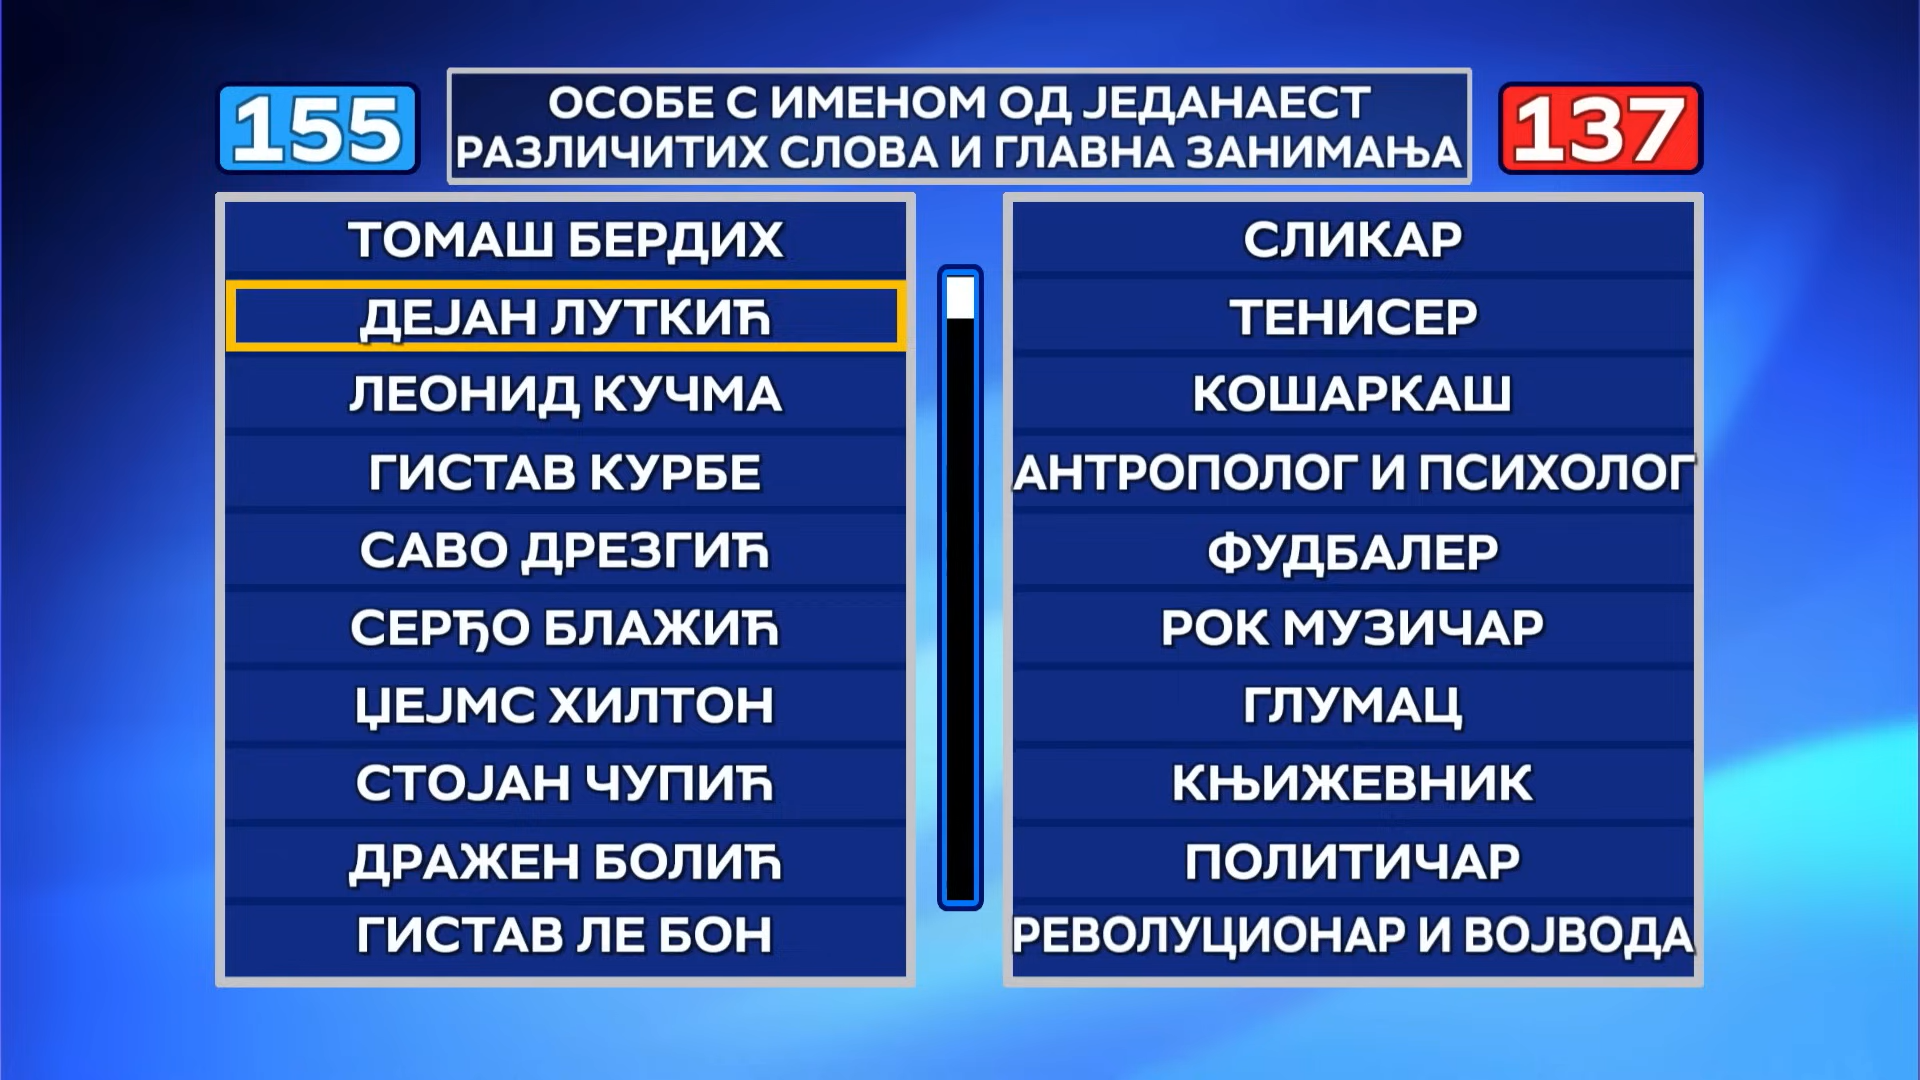 155
ОСОБЕ С ИМЕНОМ ОД ЈЕДАНАЕСТ
РАЗЛИЧИТИХ СЛОВА И ГЛАВНА ЗАНИМАЊА
137
ТОМАШ БЕРДИХ
ДЕЈАН ЛУТКИЋ
ЛЕОНИД КУЧМА
ГИСТАВ КУРБЕ
САВО ДРЕЗГИЋ
СЕРЂО БЛАЖИЋ
ЏЕЈМС ХИЛТОН
СТОЈАН ЧУПИЋ
ДРАЖЕН БОЛИЋ
ГИСТАВ ЛЕ БОН
СЛИКАР
ТЕНИСЕР
КОШАРКАШ
АНТРОПОЛОГ И ПСИХОЛОГ
ФУДБАЛЕР
РОК МУЗИЧАР
ГЛУМАЦ
КЊИЖЕВНИК
ПОЛИТИЧАР
РЕВОЛУЦИОНАР И ВОЈВОДА